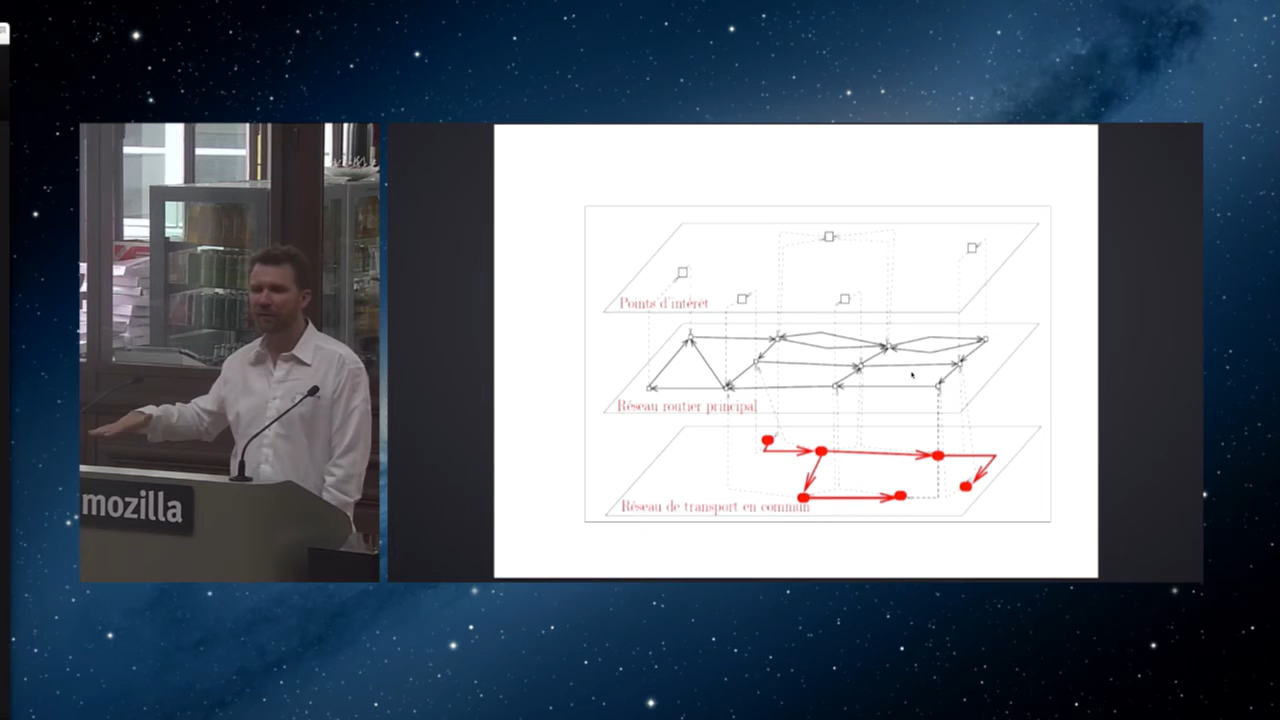 mozilla
Points d'intérêt
Réseau routier principal
Réseau de transport en commun